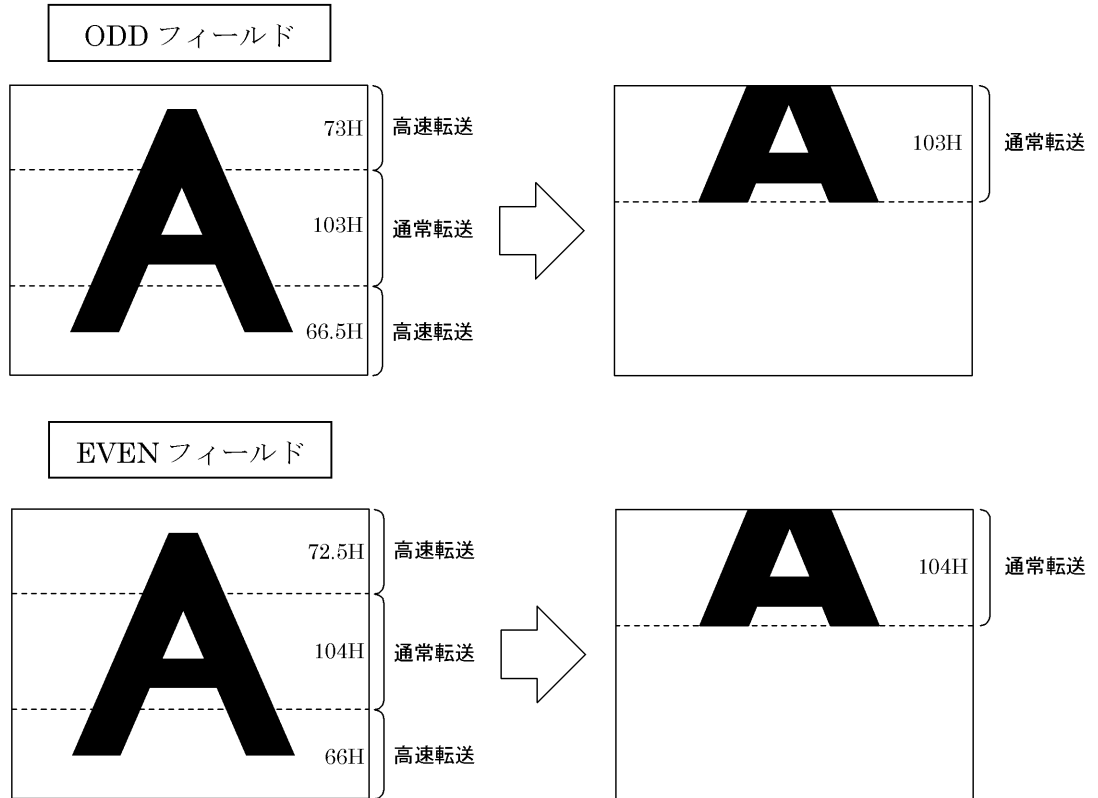 ODD フィールド
73H 高速転送
103H 通常転送
66.5H 高速転送
103H 通常転送
EVEN フィールド
72.5H 高速転送
104H 通常転送
66H 高速転送
104H 通常転送
A
A
A
A